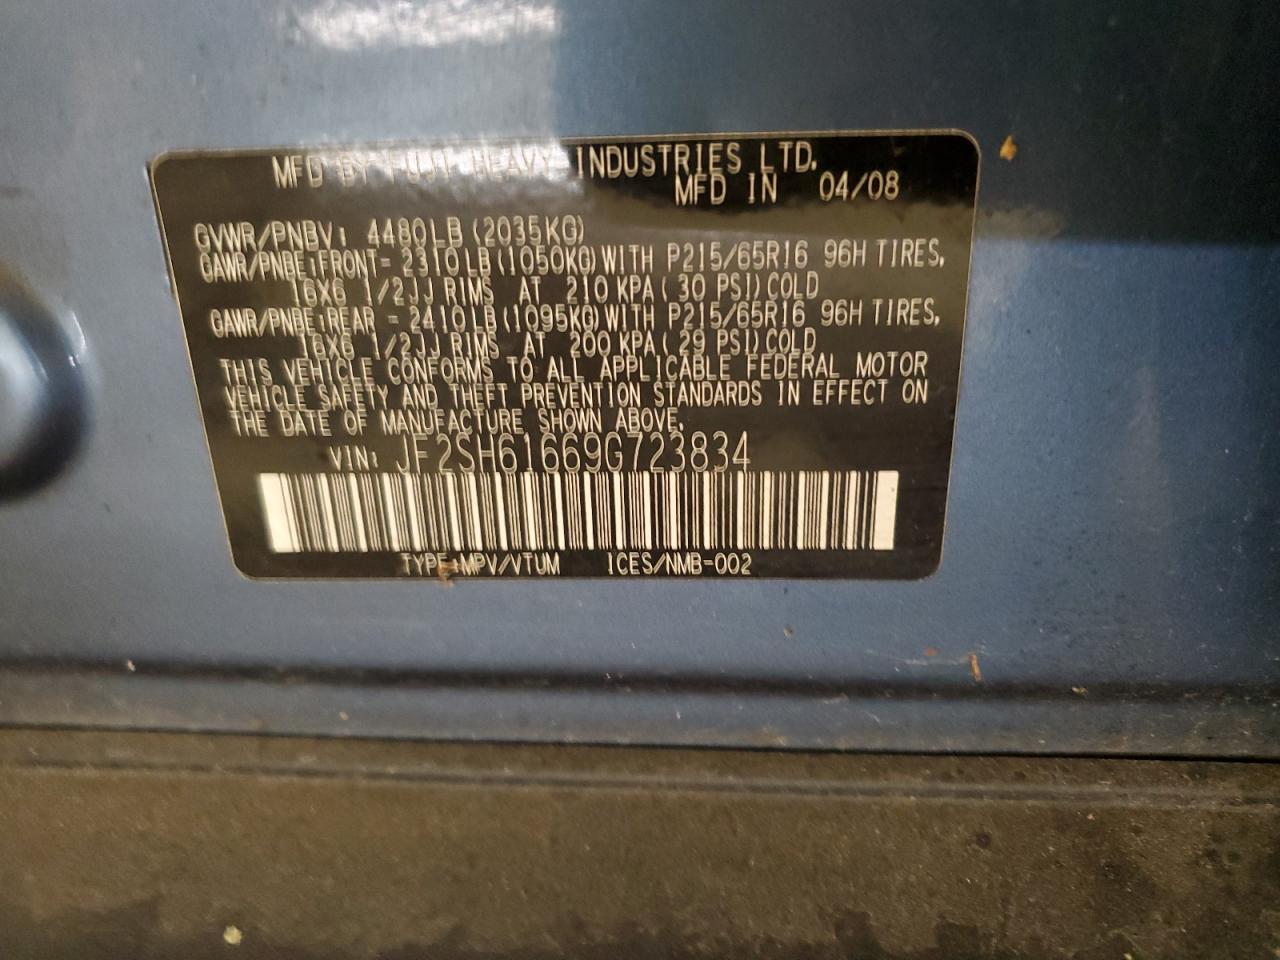 MFD BY FUJI HEAVY INDUSTRIES LTD.
MFD IN 04/08
GVWR/PNBV: 4480LB(2035KG)
GAWR/PNBE:FRONT= 2310LB(1050KG)WITH P215/65R16 96H TIRES,
16X6 1/2JJ RIMS AT 210 KPA( 30 PSI)COLD
GAWR/PNBE:REAR = 2410LB(1095KG)WITH P215/65R16 96H TIRES,
16X6 1/2JJ RIMS AT 200 KPA( 29 PSI)COLD
THIS VEHICLE CONFORMS TO ALL APPLICABLE FEDERAL MOTOR
VEHICLE SAFETY AND THEFT PREVENTION STANDARDS IN EFFECT ON
THE DATE OF MANUFACTURE SHOWN ABOVE.
VIN: JF2SH61669G723834
TYPE=MPV/VTUM ICES/NMB-002